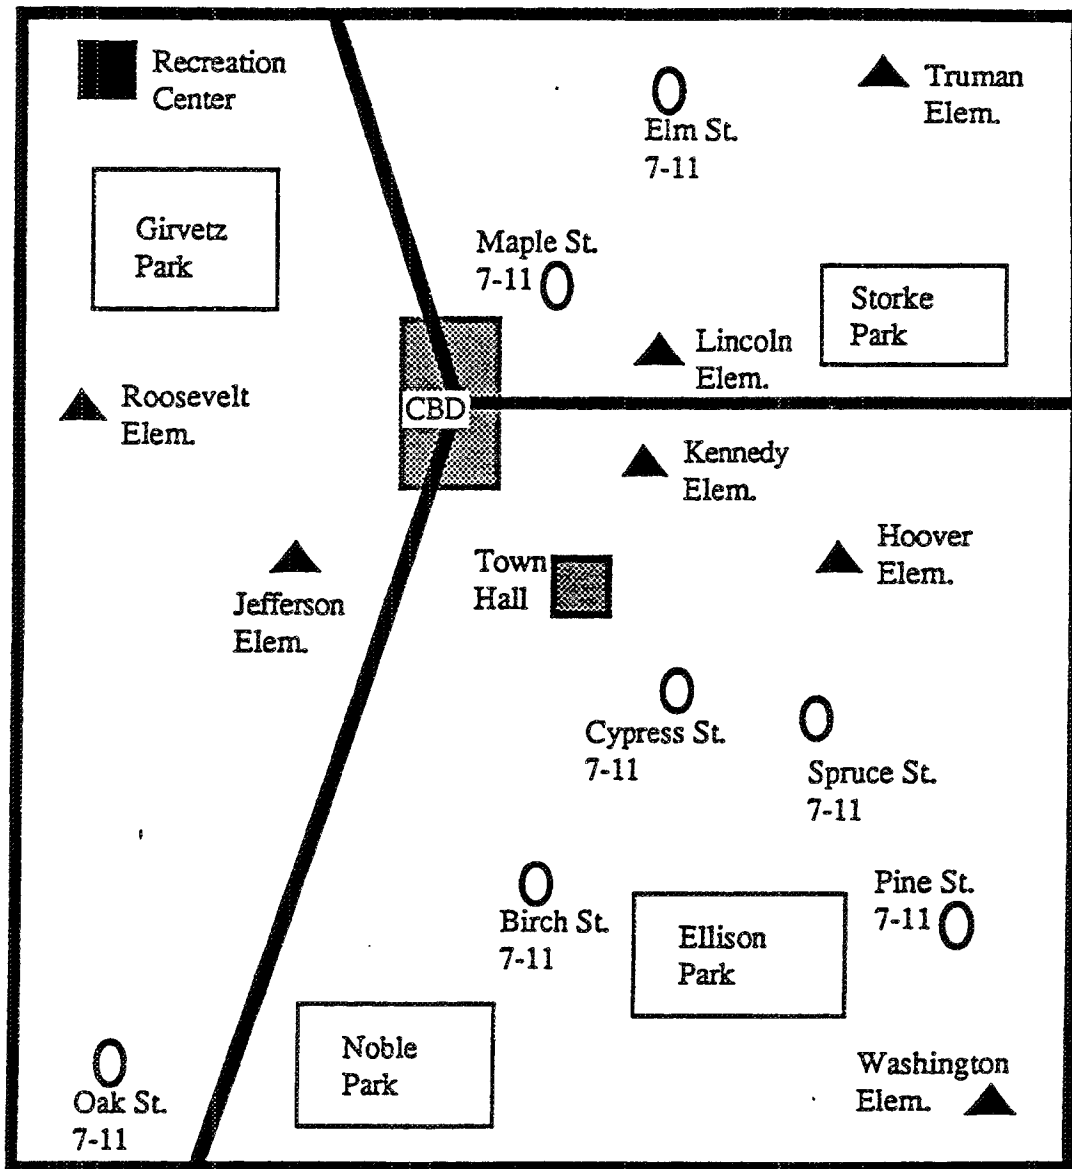 Recreation
Center
Truman
Elem.
Elm St.
7-11
Girvetz
Park
Maple St.
7-11
Storke
Park
Lincoln
Elem.
Roosevelt
Elem.
CBD
Kennedy
Elem.
Town
Hall
Hoover
Elem.
Jefferson
Elem.
Cypress St.
7-11
Spruce St.
7-11
Birch St.
7-11
Ellison
Park
Pine St.
7-11
Noble
Park
Oak St.
7-11
Washington
Elem.